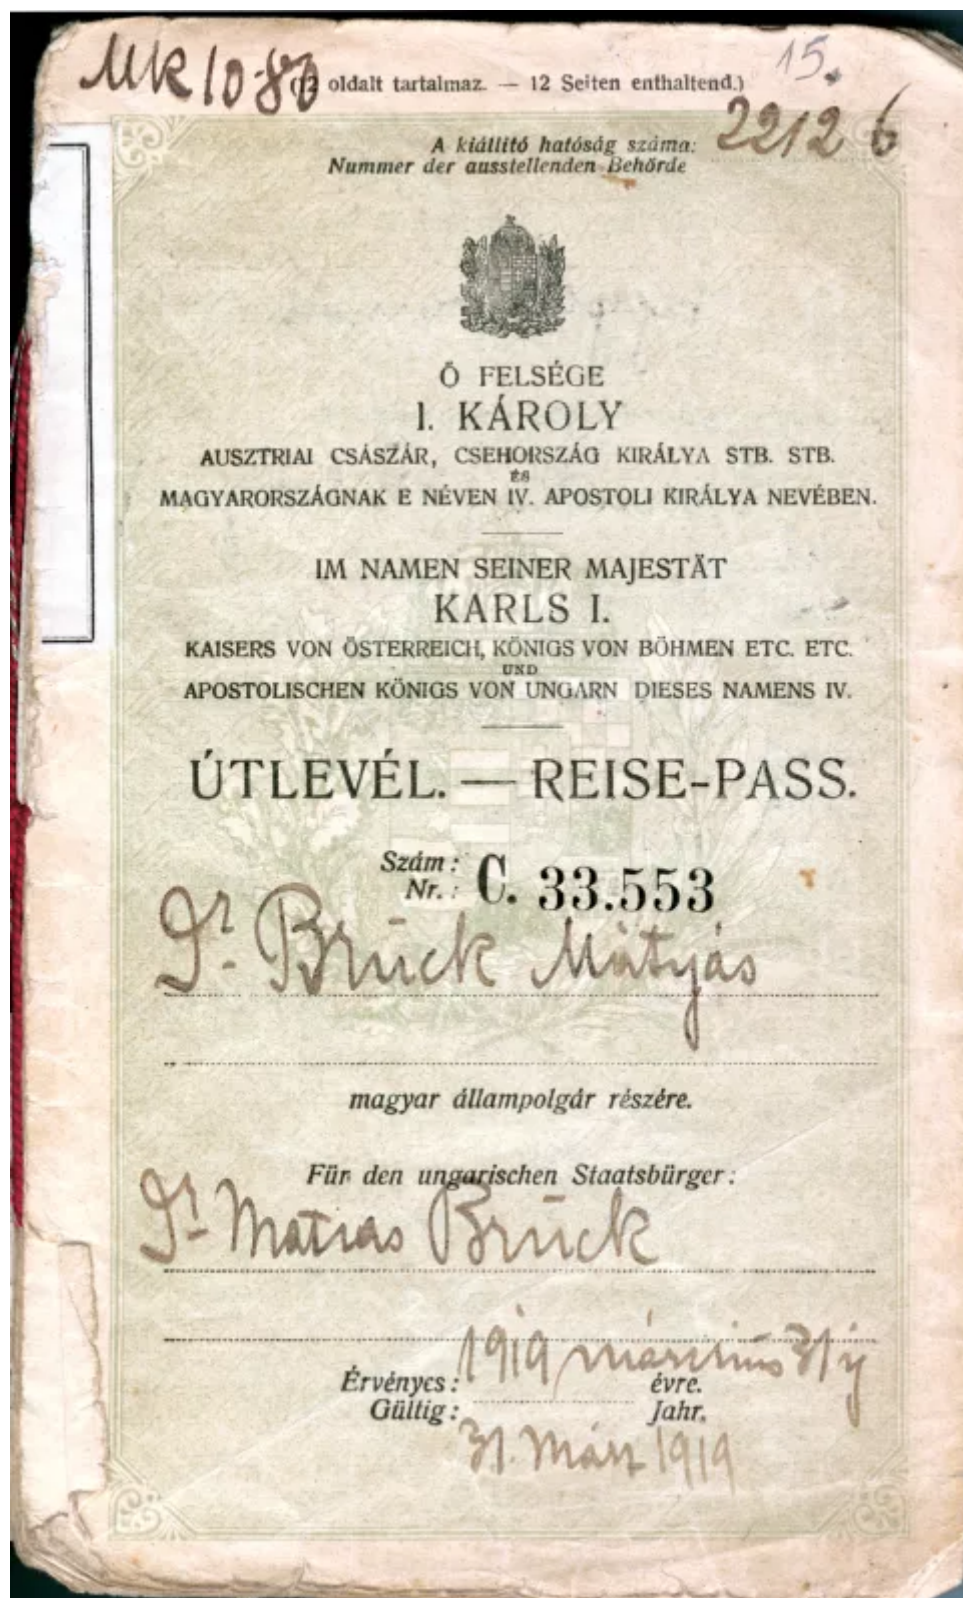 MK 10·80
15.
(12 oldalt tartalmaz. — 12 Seiten enthaltend.)
A kiállító hatóság száma: 2212 6
Nummer der ausstellenden Behörde
Ő FELSÉGE
I. KÁROLY
AUSZTRIAI CSÁSZÁR, CSEHORSZÁG KIRÁLYA STB. STB.
ÉS
MAGYARORSZÁGNAK E NÉVEN IV. APOSTOLI KIRÁLYA NEVÉBEN.
IM NAMEN SEINER MAJESTÄT
KARLS I.
KAISERS VON ÖSTERREICH, KÖNIGS VON BÖHMEN ETC. ETC.
UND
APOSTOLISCHEN KÖNIGS VON UNGARN DIESES NAMENS IV.
ÚTLEVÉL. — REISE-PASS.
Szám:
Nr.: C. 33.553
Dr. Brück Mátyás
magyar állampolgár részére.
Für den ungarischen Staatsbürger:
Dr. Matias Brück
Érvényes: 1919 március 31 ig évre.
Gültig: Jahr.
31. März 1919